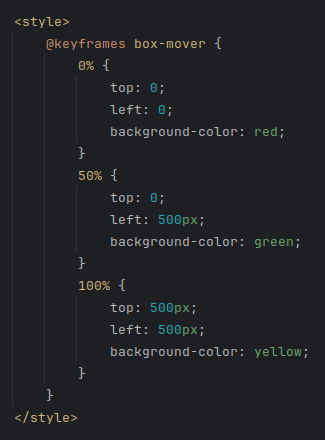 <style>
    @keyframes box-mover {
        0% {
            top: 0;
            left: 0;
            background-color: red;
        }
        50% {
            top: 0;
            left: 500px;
            background-color: green;
        }
        100% {
            top: 500px;
            left: 500px;
            background-color: yellow;
        }
    }
</style>